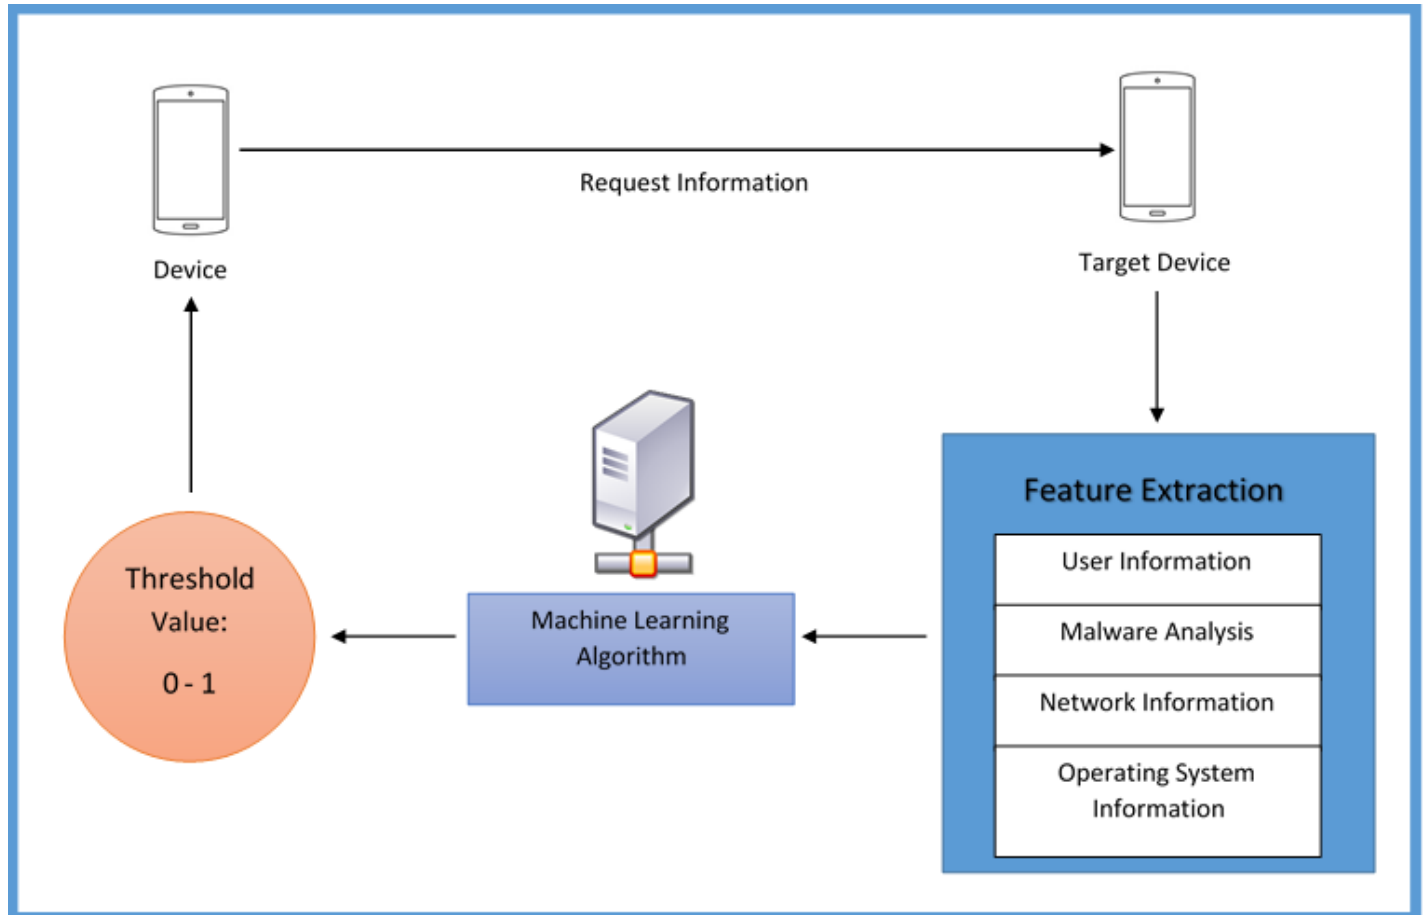 Request Information
Device
Target Device
Feature Extraction
User Information
Malware Analysis
Network Information
Operating System
Information
Machine Learning
Algorithm
Threshold
Value:
0 - 1